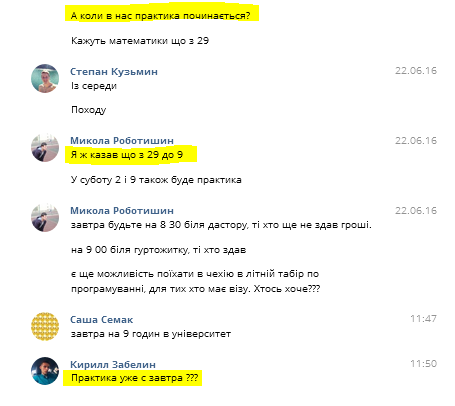 А коли в нас практика починається?
Кажуть математики що з 29
Степан Кузьмин 22.06.16
Із середи
Походу
Микола Роботишин 22.06.16
Я ж казав що з 29 до 9
У суботу 2 і 9 також буде практика
Микола Роботишин 22.06.16
завтра будьте на 8 30 біля дастору, ті хто ще не здав гроші.
на 9 00 біля гуртожитку, ті хто здав
є ще можливість поїхати в чехію в літній табір по
програмуванні, для тих хто має візу. Хтось хоче???
Саша Семак 11:47
завтра на 9 годин в університет
Кирилл Забелин 11:50
Практика уже с завтра ???